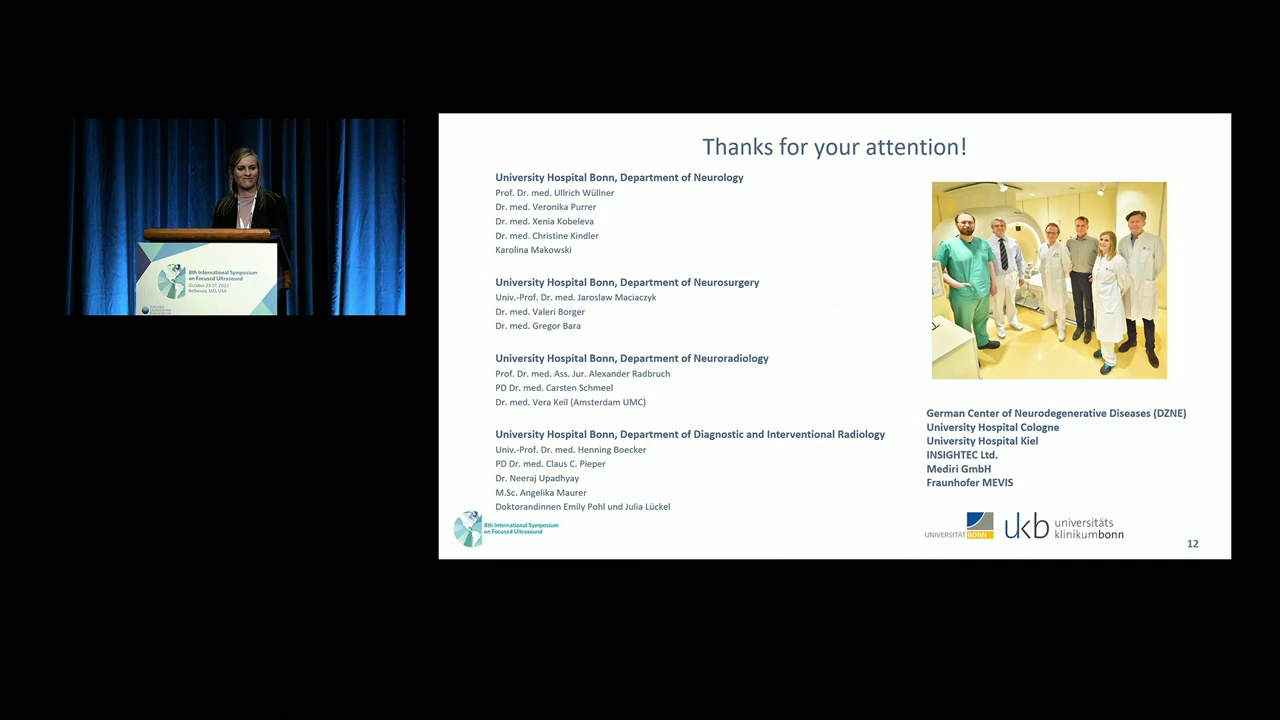 8th International Symposium
on Focused Ultrasound
October 23-27, 2022
Bethesda, MD, USA
Thanks for your attention!
University Hospital Bonn, Department of Neurology
Prof. Dr. med. Ullrich Wüllner
Dr. med. Veronika Purrer
Dr. med. Xenia Kobeleva
Dr. med. Christine Kindler
Karolina Makowski
University Hospital Bonn, Department of Neurosurgery
Univ.-Prof. Dr. med. Jaroslaw Maciaczyk
Dr. med. Valeri Borger
Dr. med. Gregor Bara
University Hospital Bonn, Department of Neuroradiology
Prof. Dr. med. Ass. Jur. Alexander Radbruch
PD Dr. med. Carsten Schmeel
Dr. med. Vera Keil (Amsterdam UMC)
University Hospital Bonn, Department of Diagnostic and Interventional Radiology
Univ.-Prof. Dr. med. Henning Boecker
PD Dr. med. Claus C. Pieper
Dr. Neeraj Upadhyay
M.Sc. Angelika Maurer
Doktorandinnen Emily Pohl und Julia Lückel
8th International Symposium
on Focused Ultrasound
German Center of Neurodegenerative Diseases (DZNE)
University Hospital Cologne
University Hospital Kiel
INSIGHTEC Ltd.
Mediri GmbH
Fraunhofer MEVIS
UNIVERSITÄT BONN
ukb universitäts
klinikumbonn
12